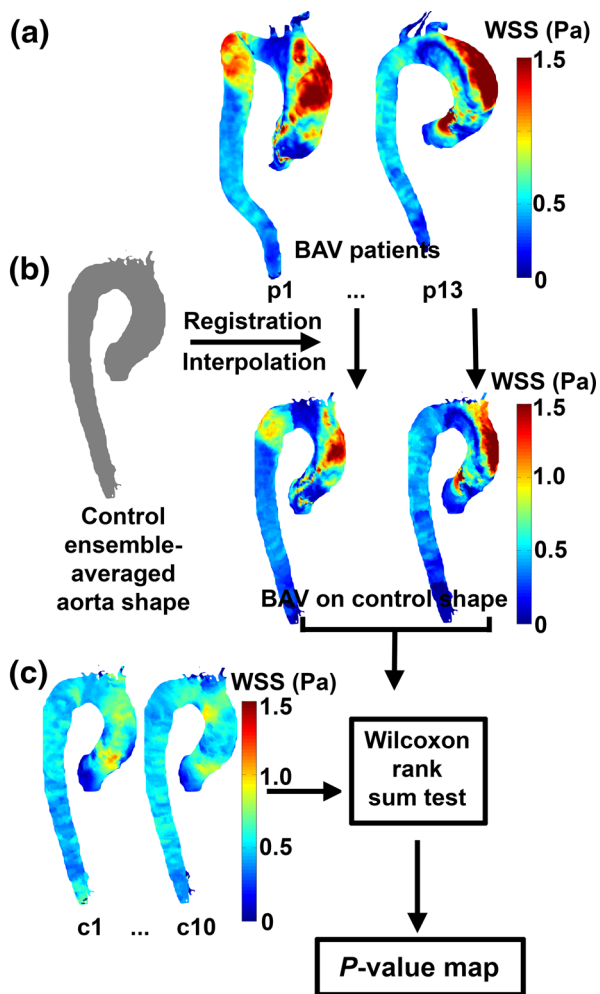 (a)
WSS (Pa)
1.5
0.5
0
BAV patients
p1 ... p13
(b)
Registration
Interpolation
Control
ensemble-
averaged
aorta shape
WSS (Pa)
1.5
1.0
0.5
0
BAV on control shape
(c)
WSS (Pa)
1.5
1.0
0.5
0
c1 ... c10
Wilcoxon
rank
sum test
P-value map